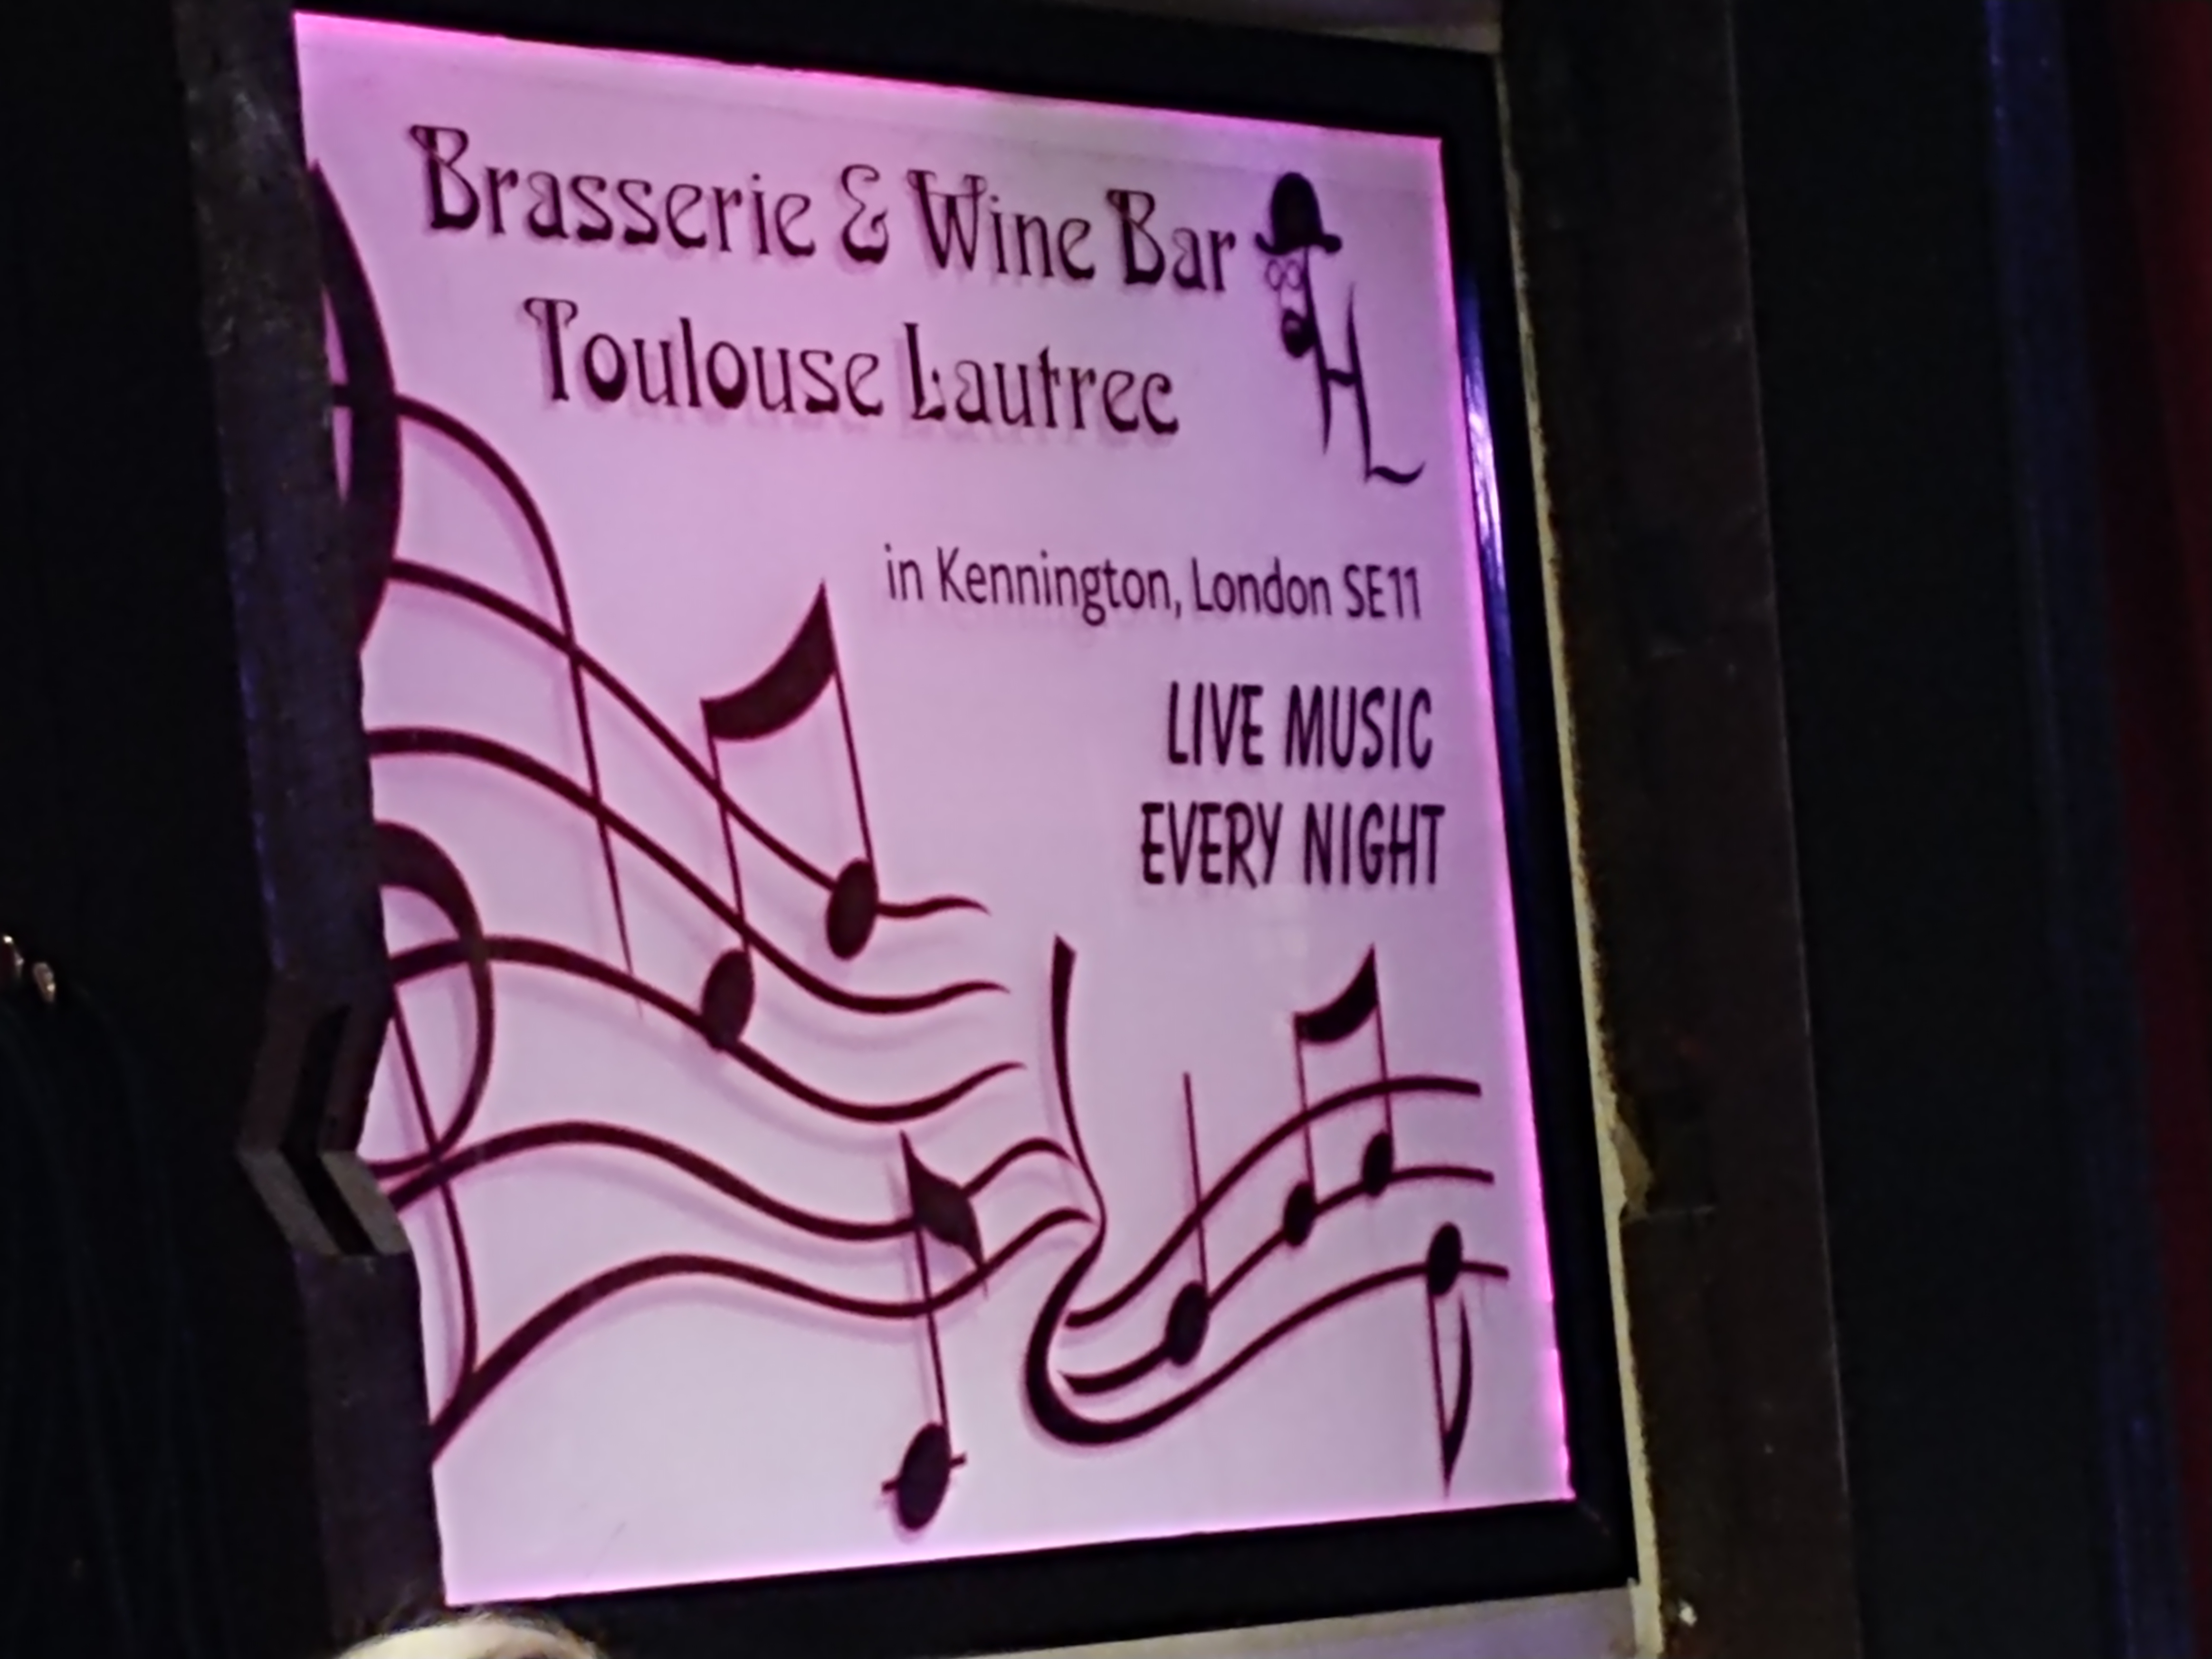 Brasserie & Wine Bar
Toulouse Lautrec
HL
in Kennington, London SE11
LIVE MUSIC
EVERY NIGHT